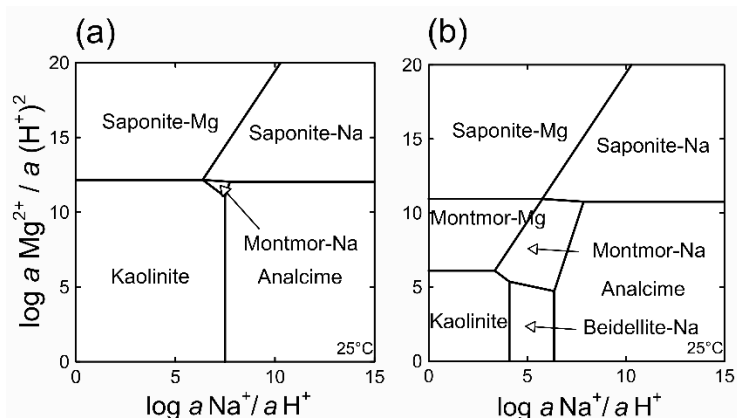 (a)
20
15
10
5
0
log a Mg²⁺ / a (H⁺)²
Saponite-Mg
Saponite-Na
Montmor-Na
Kaolinite
Analcime
25°C
0
5
10
15
log a Na⁺/ a H⁺
(b)
20
15
10
5
0
Saponite-Mg
Saponite-Na
Montmor-Mg
Montmor-Na
Analcime
Kaolinite
Beidellite-Na
25°C
0
5
10
15
log a Na⁺/ a H⁺